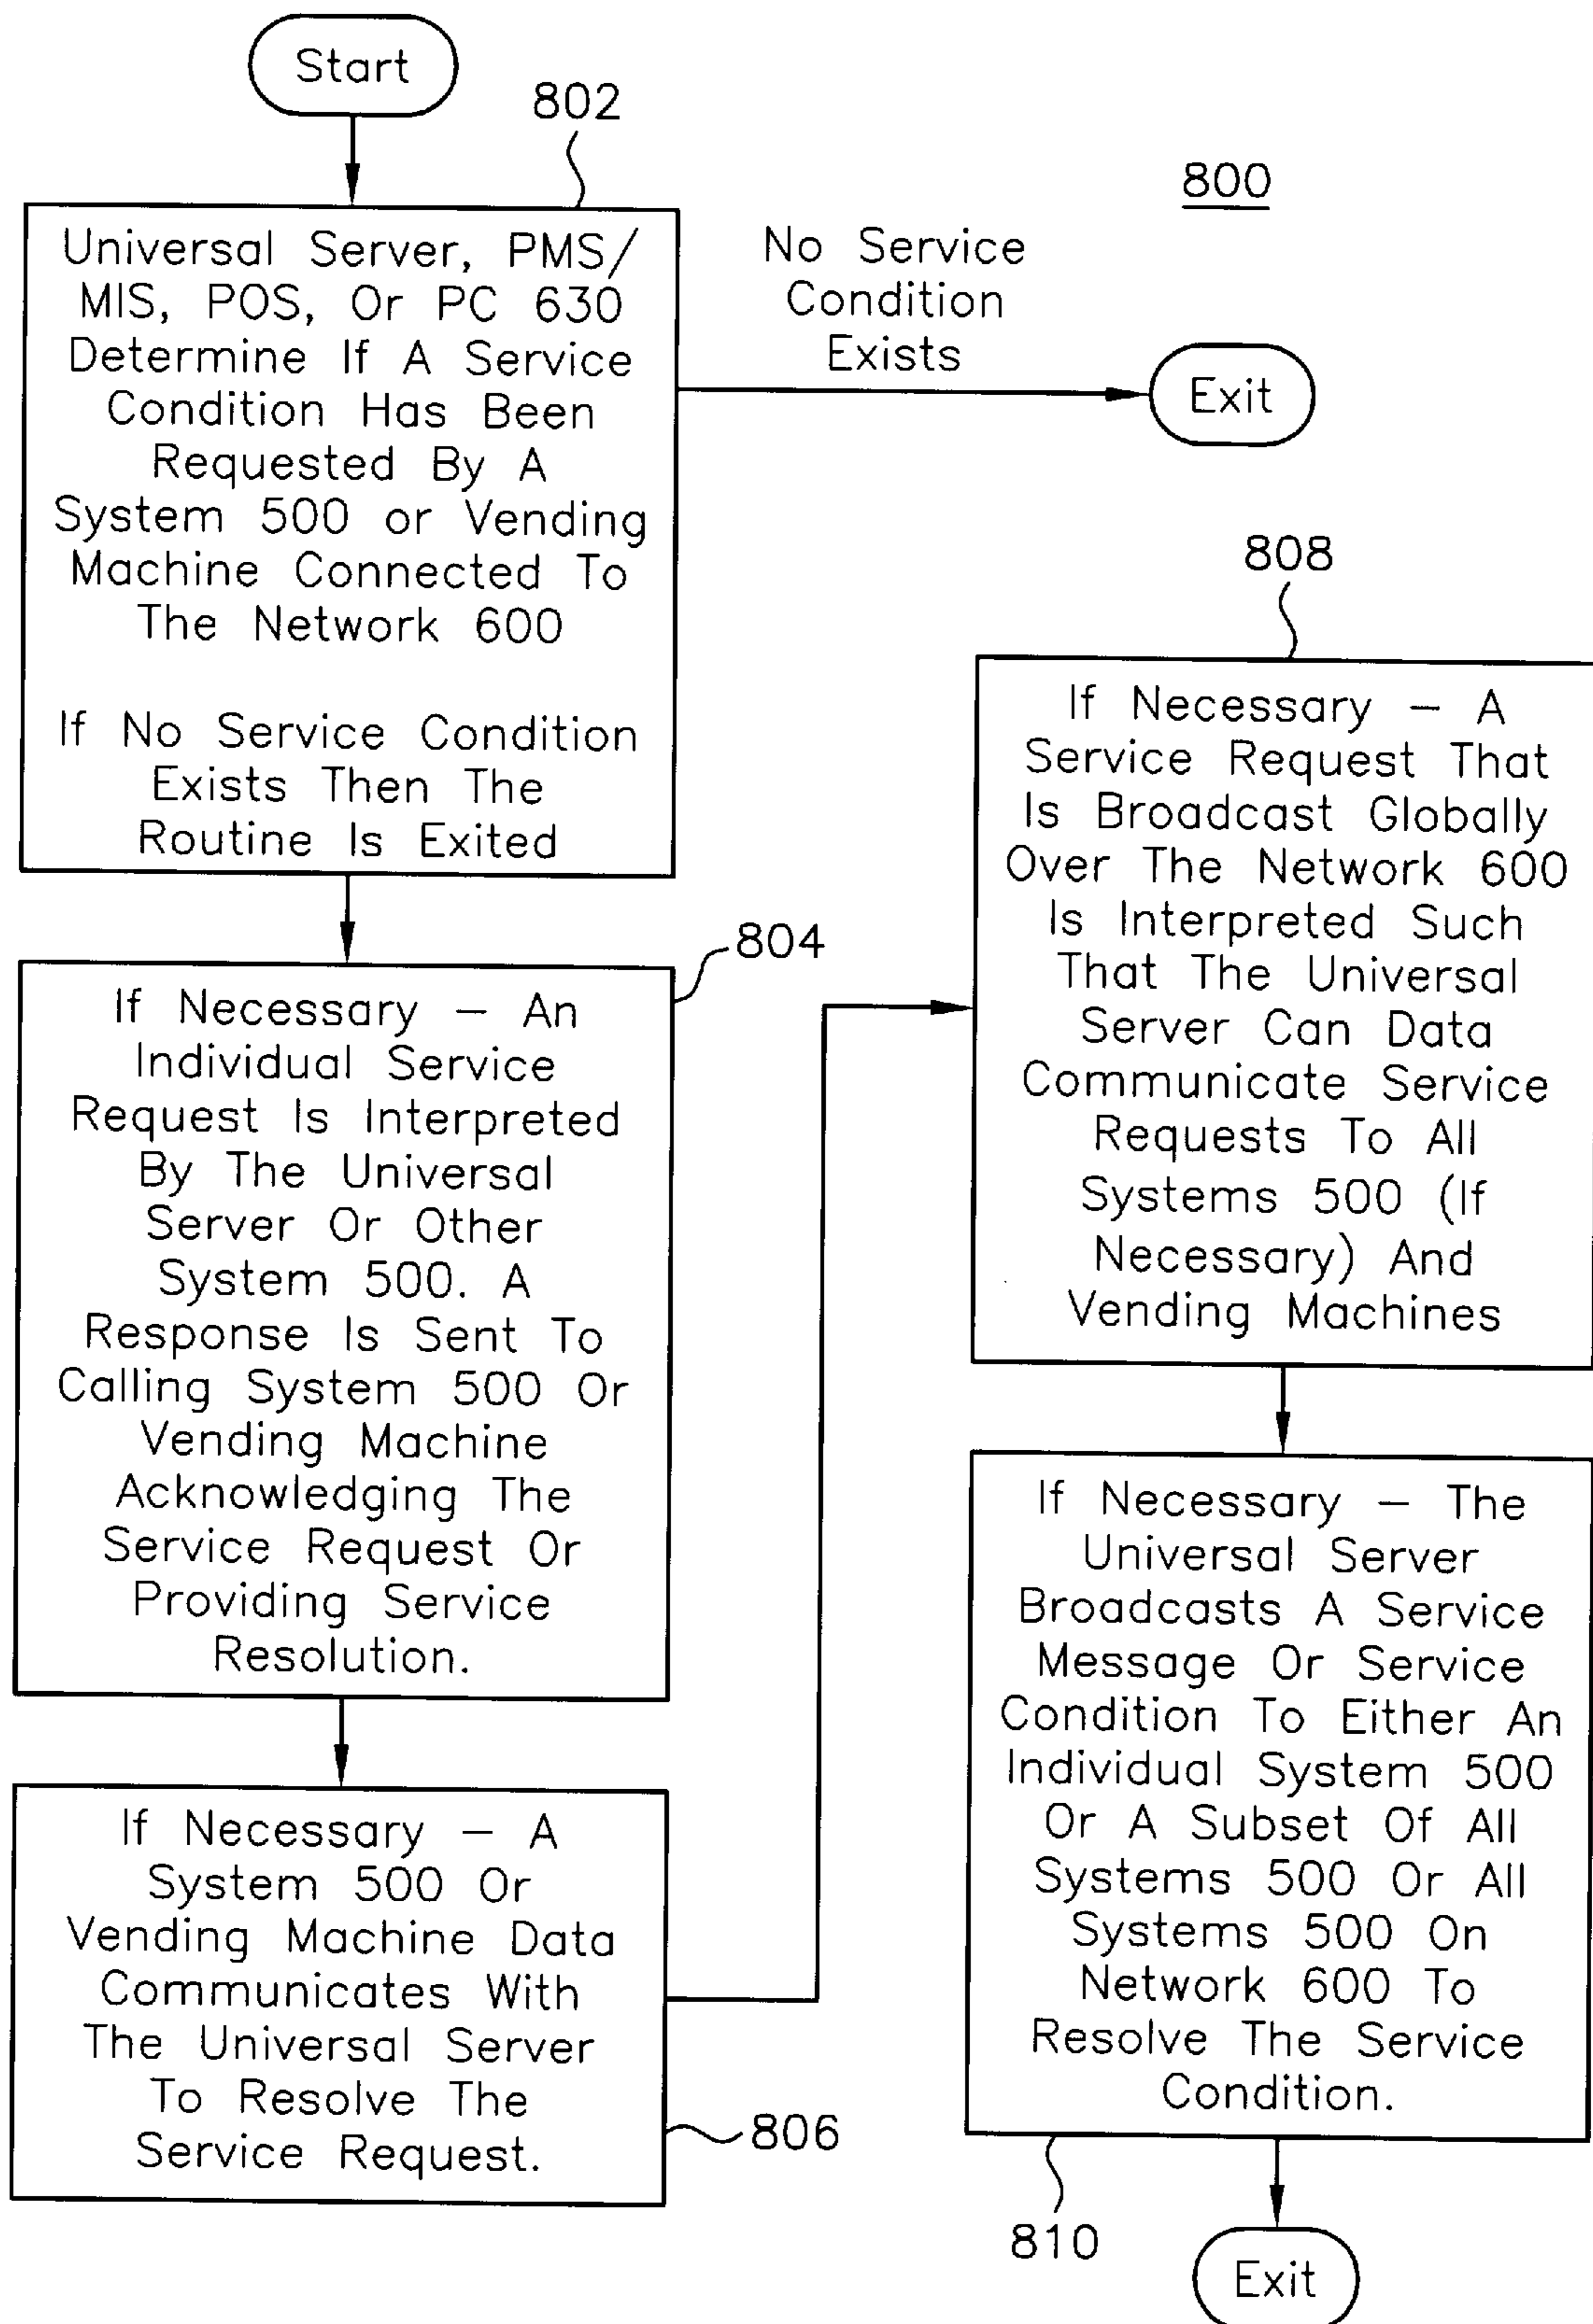 Start
802
Universal Server, PMS/
MIS, POS, Or PC 630
Determine If A Service
Condition Has Been
Requested By A
System 500 or Vending
Machine Connected To
The Network 600
If No Service Condition
Exists Then The
Routine Is Exited
No Service
Condition
Exists
800
Exit
804
If Necessary – An
Individual Service
Request Is Interpreted
By The Universal
Server Or Other
System 500. A
Response Is Sent To
Calling System 500 Or
Vending Machine
Acknowledging The
Service Request Or
Providing Service
Resolution.
If Necessary – A
System 500 Or
Vending Machine Data
Communicates With
The Universal Server
To Resolve The
Service Request.
806
808
If Necessary – A
Service Request That
Is Broadcast Globally
Over The Network 600
Is Interpreted Such
That The Universal
Server Can Data
Communicate Service
Requests To All
Systems 500 (If
Necessary) And
Vending Machines
If Necessary – The
Universal Server
Broadcasts A Service
Message Or Service
Condition To Either An
Individual System 500
Or A Subset Of All
Systems 500 Or All
Systems 500 On
Network 600 To
Resolve The Service
Condition.
810
Exit